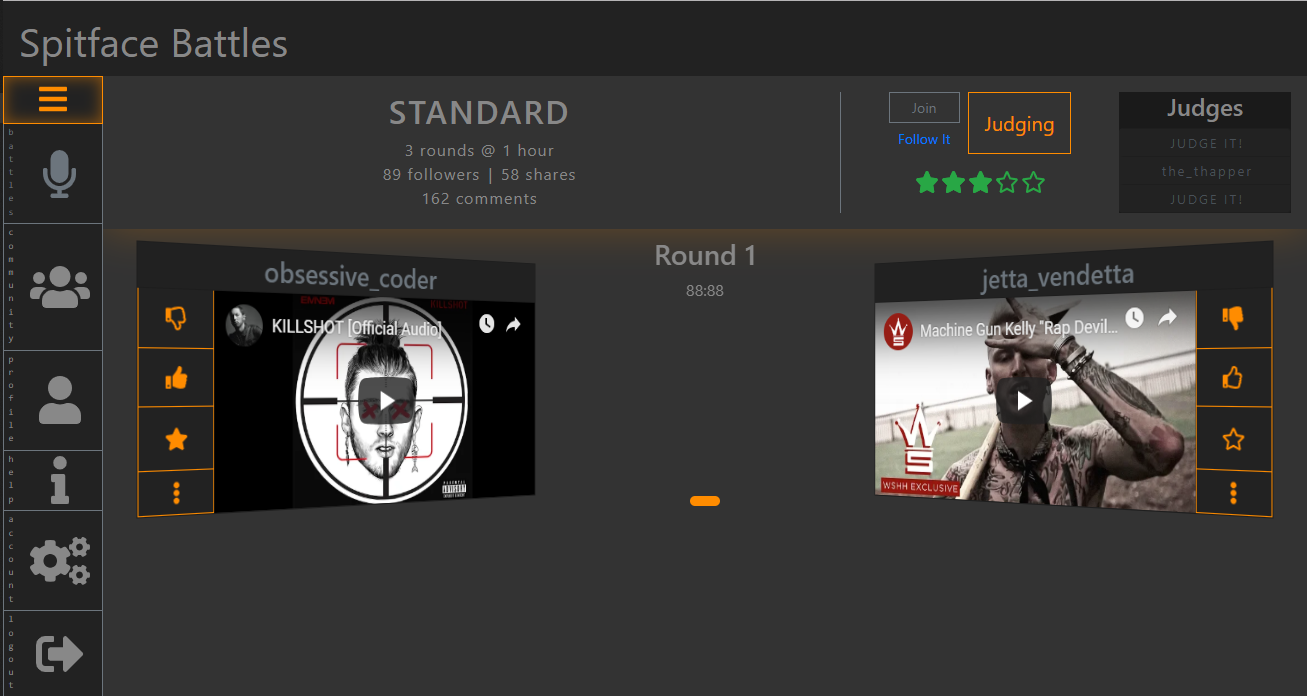 Spitface Battles
battles
community
profile
help
account
logout
STANDARD
3 rounds @ 1 hour
89 followers | 58 shares
162 comments
Join
Follow It
Judging
Judges
JUDGE IT!
the_thapper
JUDGE IT!
Round 1
88:88
obsessive_coder
EMINEM
KILLSHOT
KILLSHOT [Official Audio]
jetta_vendetta
Machine Gun Kelly "Rap Devil...
WSHH EXCLUSIVE